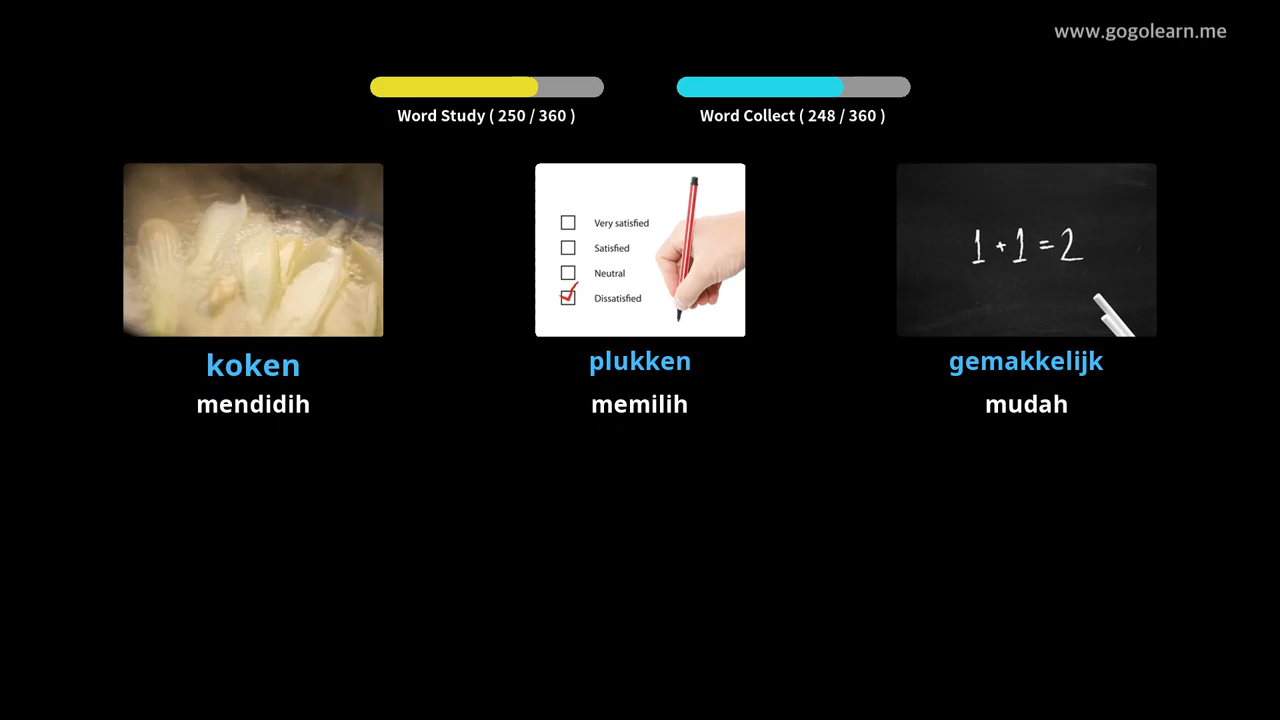 www.gogolearn.me
Word Study ( 250 / 360 )
Word Collect ( 248 / 360 )
Very satisfied
Satisfied
Neutral
Dissatisfied
1 + 1 = 2
koken
plukken
gemakkelijk
mendidih
memilih
mudah